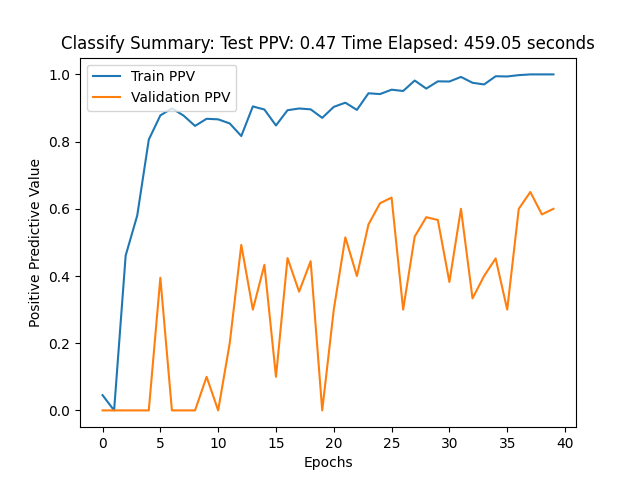 Classify Summary: Test PPV: 0.47 Time Elapsed: 459.05 seconds
Train PPV
Validation PPV
Positive Predictive Value
1.0
0.8
0.6
0.4
0.2
0.0
0 5 10 15 20 25 30 35 40
Epochs